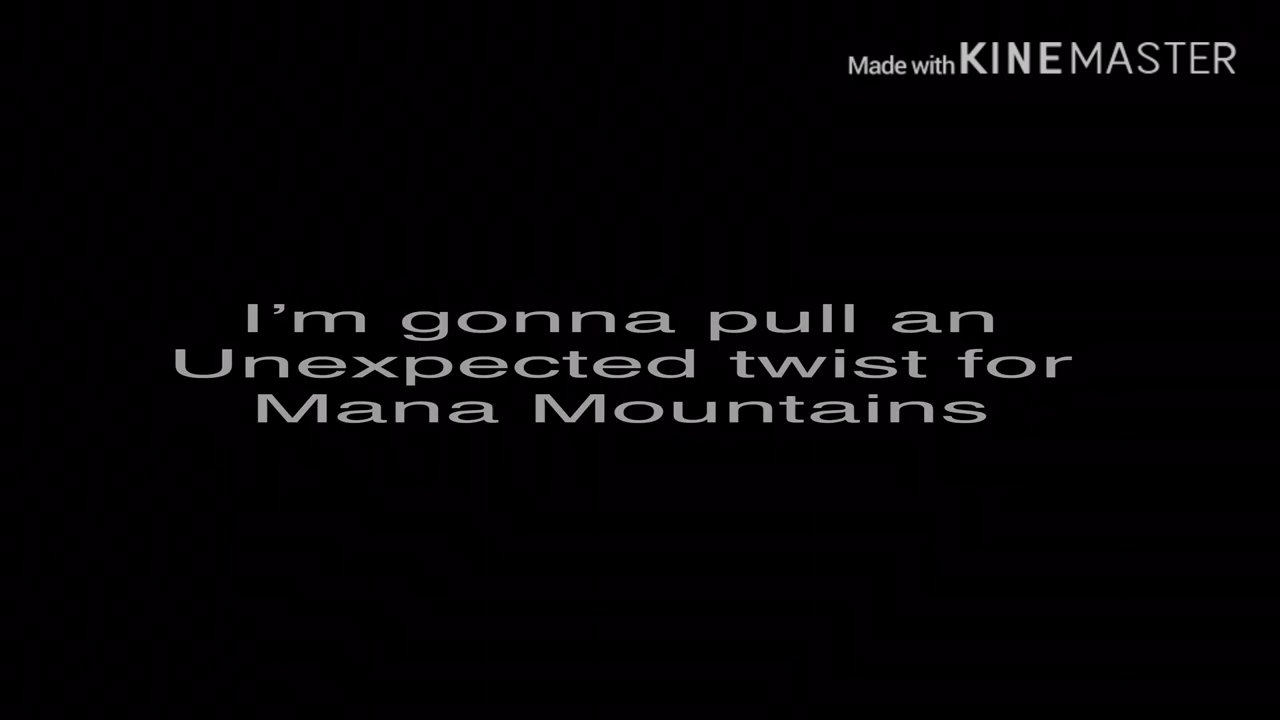 Made with KINEMASTER
I’m gonna pull an
Unexpected twist for
Mana Mountains